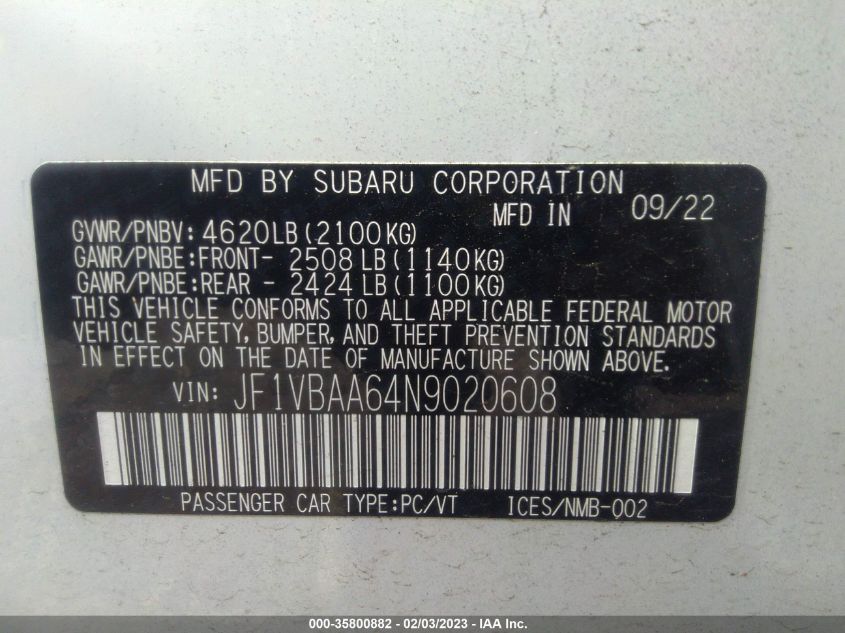 MFD BY SUBARU CORPORATION
MFD IN 09/22
GVWR/PNBV: 4620LB(2100KG)
GAWR/PNBE:FRONT- 2508 LB(1140KG)
GAWR/PNBE:REAR - 2424 LB(1100KG)
THIS VEHICLE CONFORMS TO ALL APPLICABLE FEDERAL MOTOR
VEHICLE SAFETY, BUMPER, AND THEFT PREVENTION STANDARDS
IN EFFECT ON THE DATE OF MANUFACTURE SHOWN ABOVE.
VIN: JF1VBAA64N9020608
PASSENGER CAR TYPE:PC/VT ICES/NMB-002
000-35800882 - 02/03/2023 - IAA Inc.